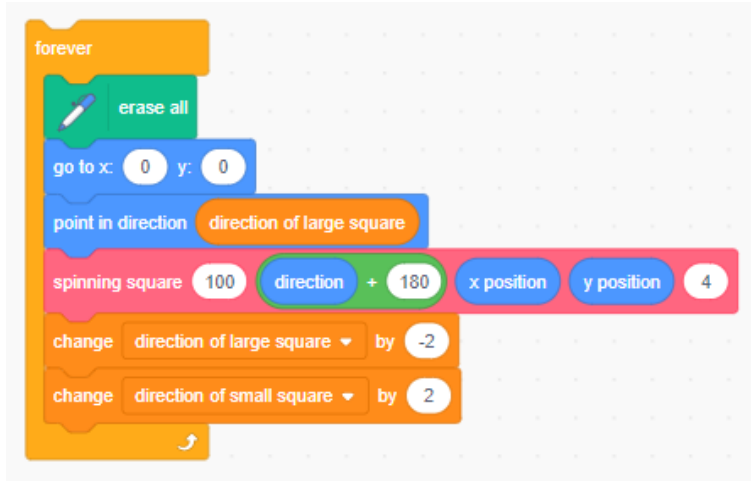 forever
erase all
go to x: 0 y: 0
point in direction direction of large square
spinning square 100 direction + 180 x position y position 4
change direction of large square by -2
change direction of small square by 2